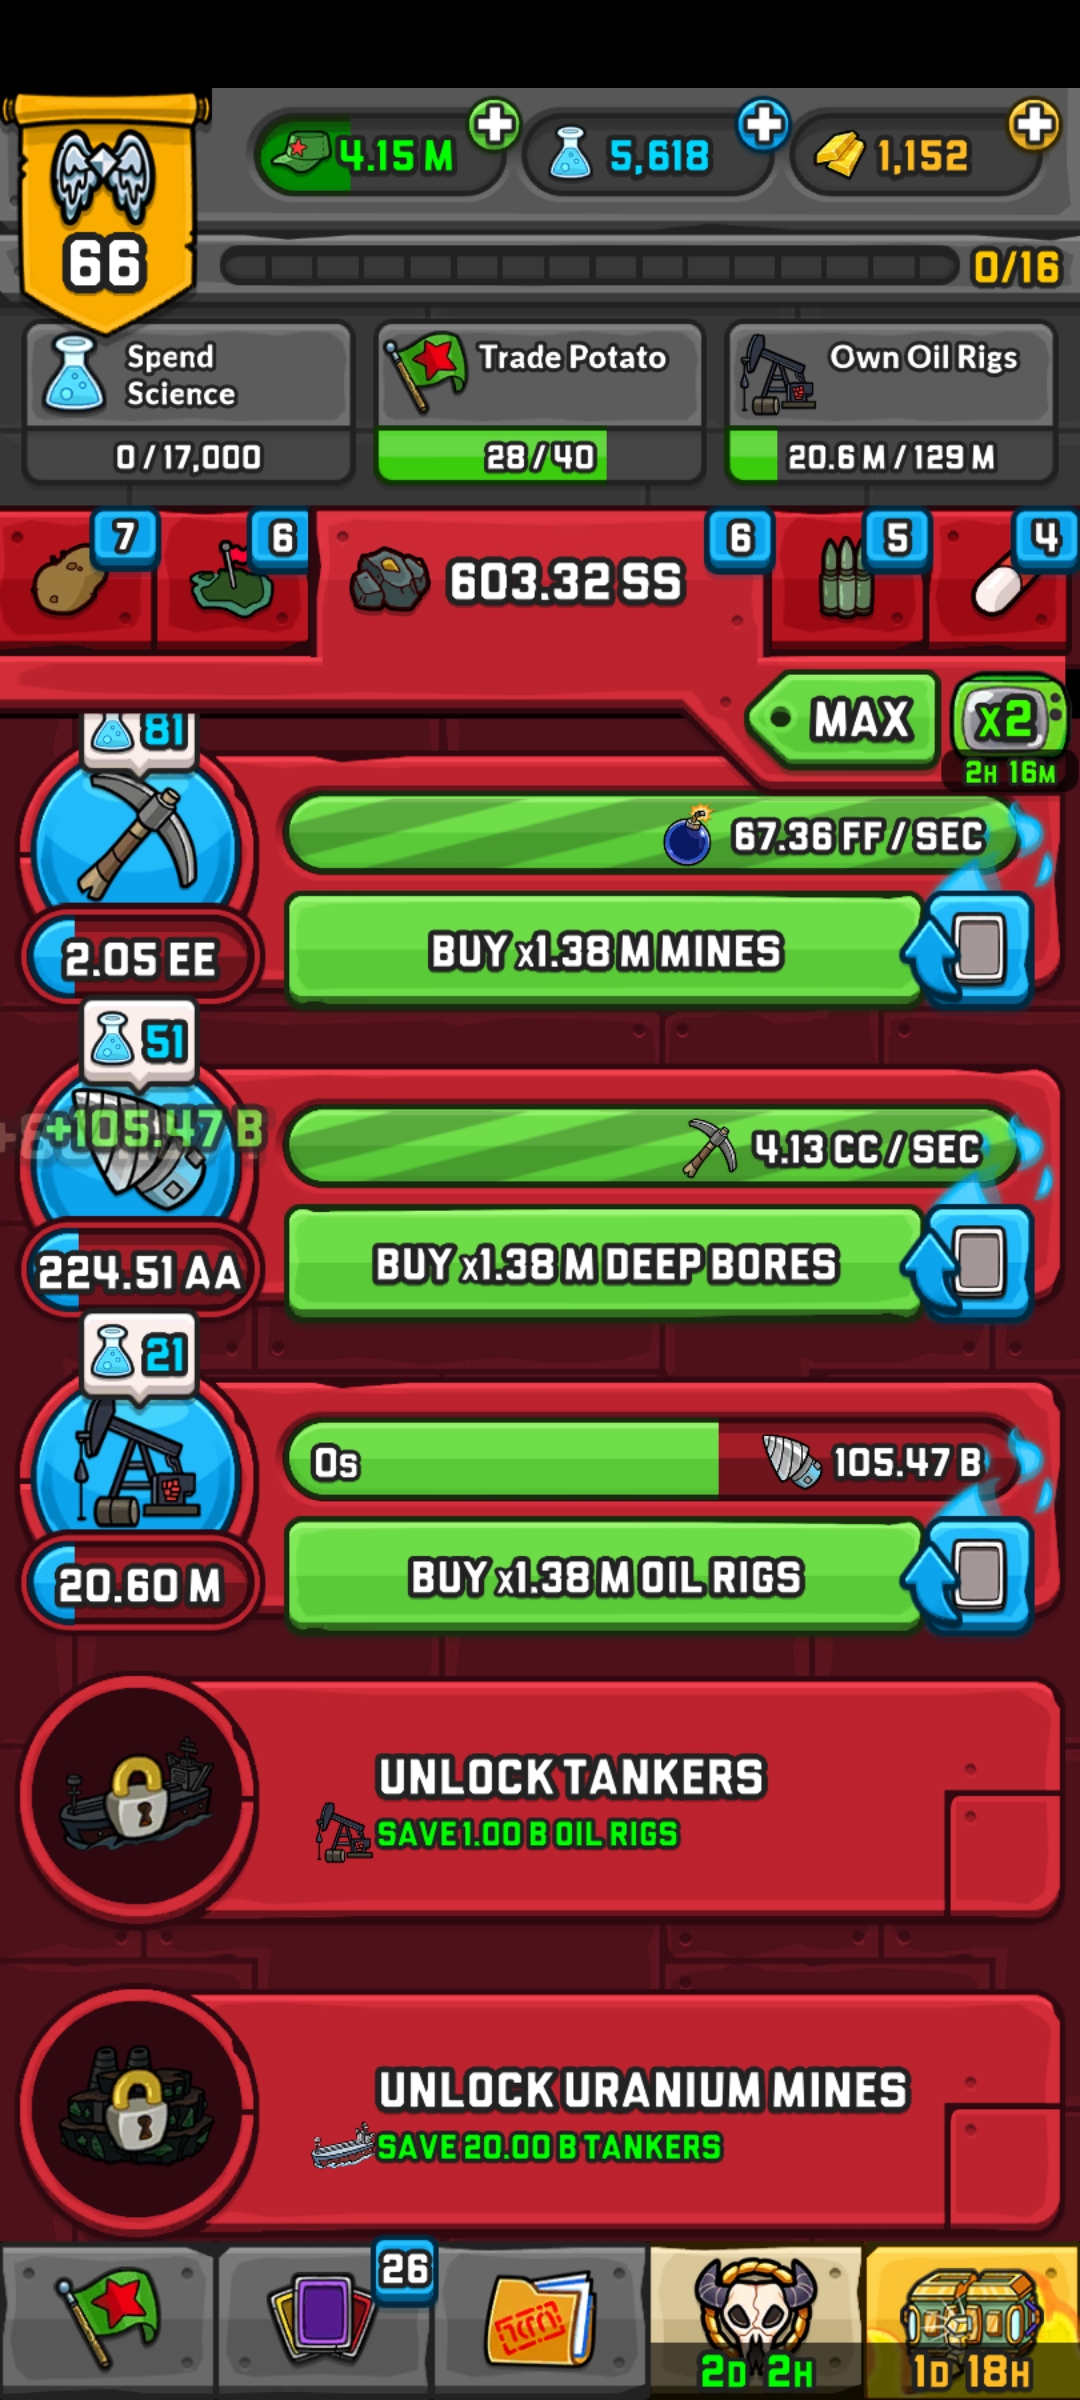 4.15 M
5,618
1,152
66
0/16
Spend
Science
0/17,000
Trade Potato
28/40
Own Oil Rigs
20.6 M/129 M
7
6
603.32 SS
6
5
4
MAX
x2
2H 16M
81
67.36 FF/SEC
2.05 EE
BUY x1.38 M MINES
51
+105.47 B
4.13 CC/SEC
224.51 AA
BUY x1.38 M DEEP BORES
21
0s
105.47 B
20.60 M
BUY x1.38 M OIL RIGS
UNLOCK TANKERS
SAVE 1.00 B OIL RIGS
UNLOCK URANIUM MINES
SAVE 20.00 B TANKERS
26
2D 2H
1D 18H